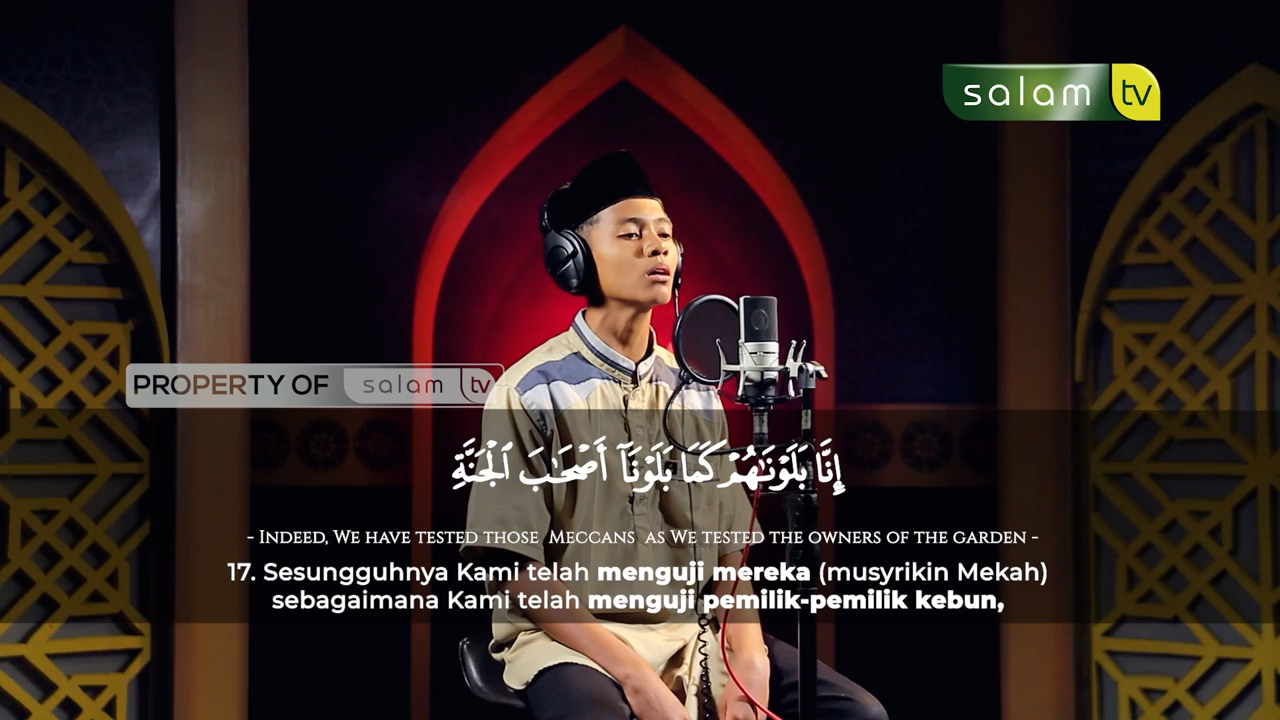 salam tv
PROPERTY OF salam tv
إِنَّا بَلَوْنَٰهُمْ كَمَا بَلَوْنَآ أَصْحَٰبَ ٱلْجَنَّةِ
- Indeed, We have tested those Meccans as We tested the owners of the garden -
17. Sesungguhnya Kami telah menguji mereka (musyrikin Mekah)
sebagaimana Kami telah menguji pemilik-pemilik kebun,